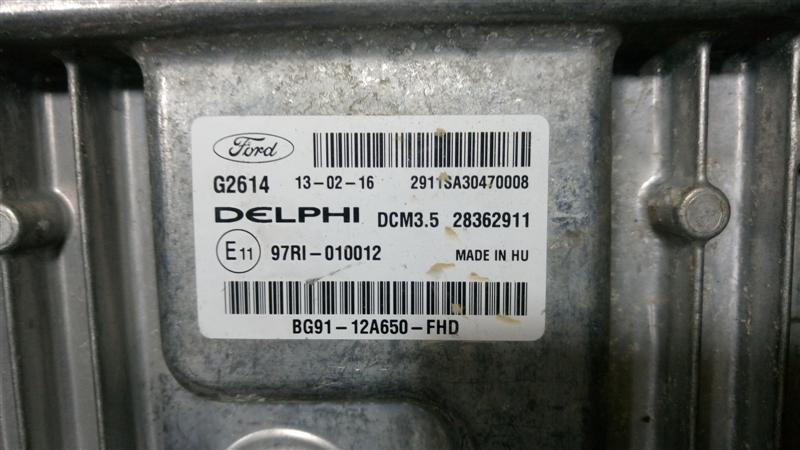 Ford
G2614 13-02-16 2911SA30470008
DELPHI DCM3.5 28362911
E11 97RI-010012 MADE IN HU
BG91-12A650-FHD